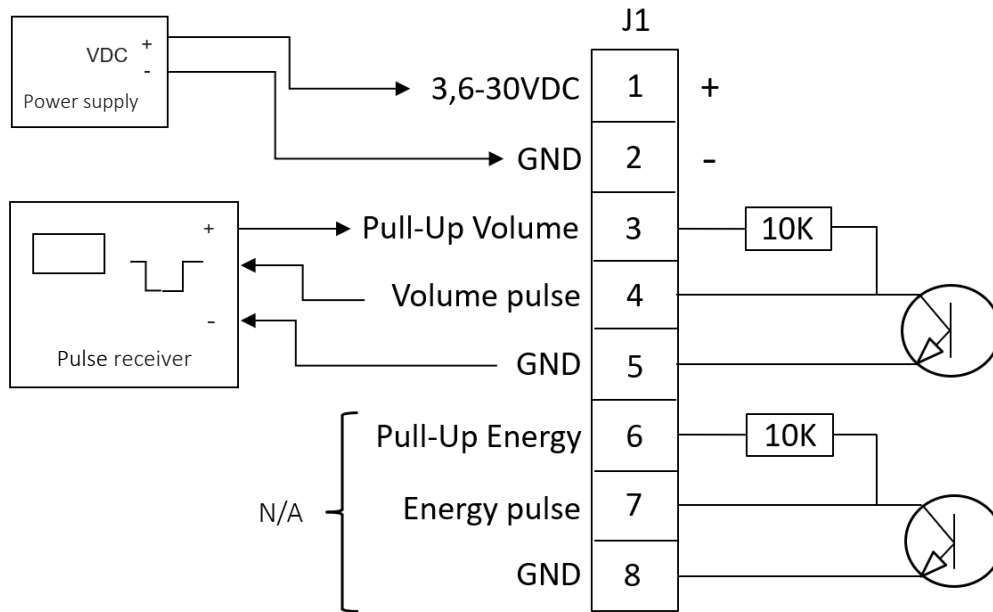 J1
VDC
+
-
Power supply
3,6-30VDC
1
+
GND
2
-
+
-
Pulse receiver
Pull-Up Volume
3
10K
Volume pulse
4
GND
5
N/A
Pull-Up Energy
6
10K
Energy pulse
7
GND
8